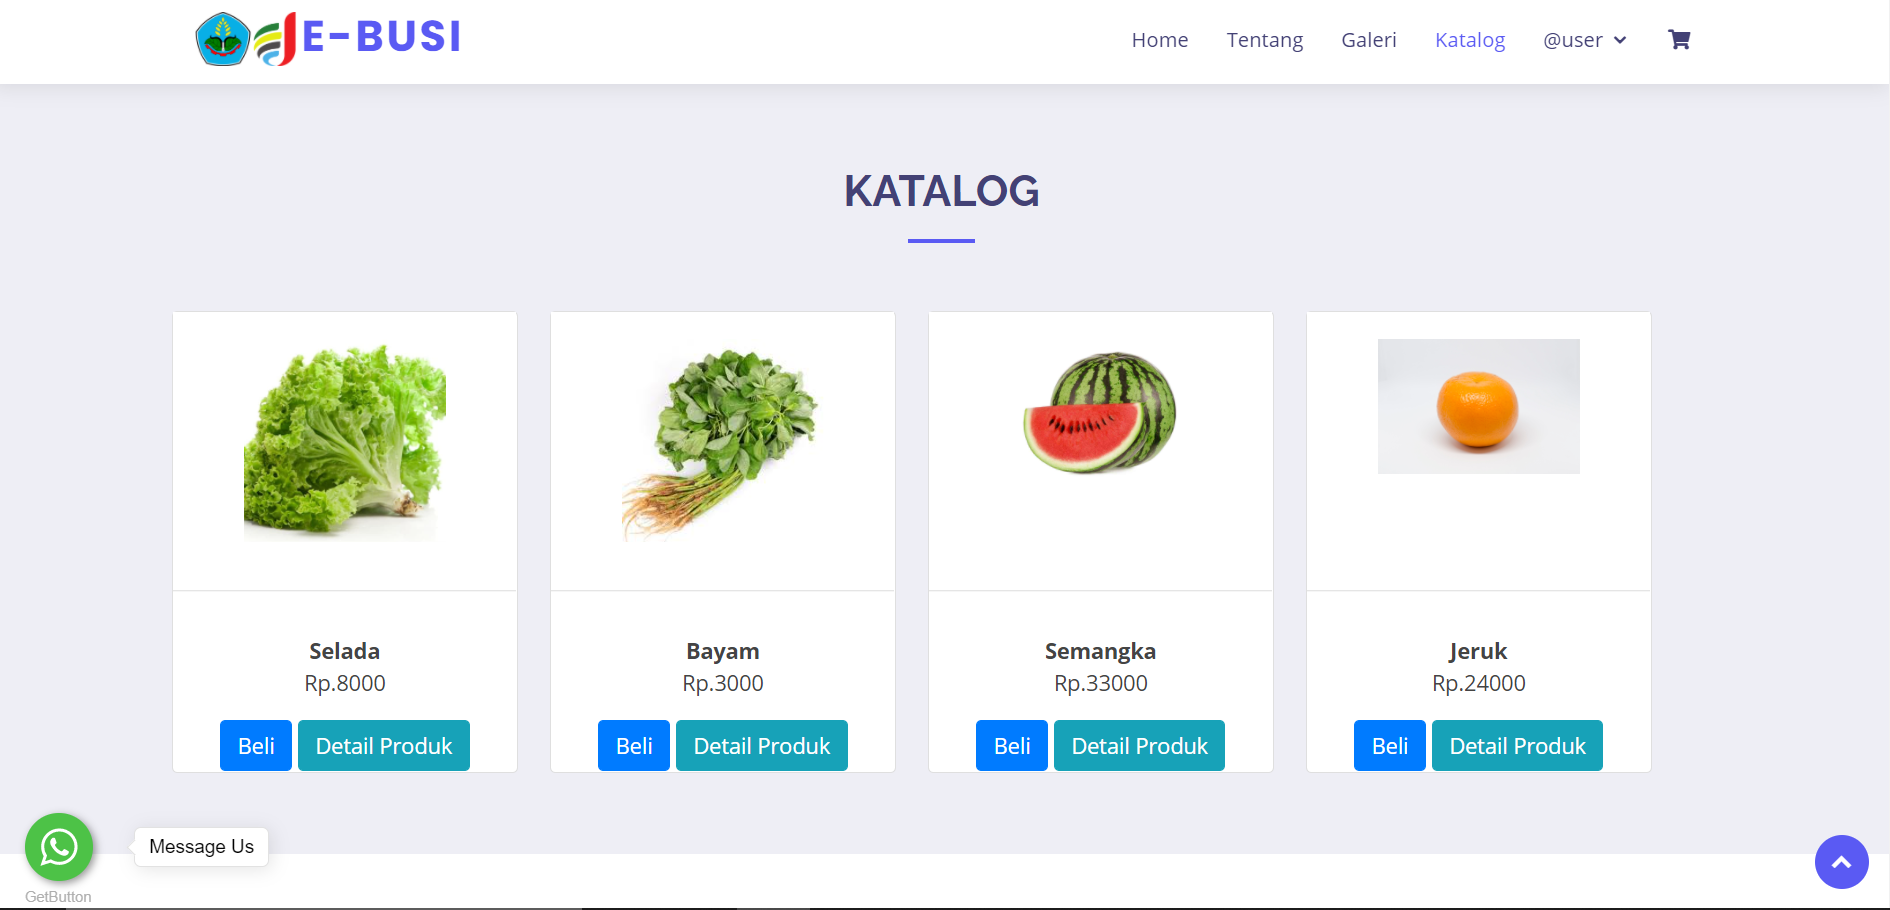 E-BUSI
Home Tentang Galeri Katalog @user
KATALOG
Selada
Rp.8000
Beli Detail Produk
Bayam
Rp.3000
Beli Detail Produk
Semangka
Rp.33000
Beli Detail Produk
Jeruk
Rp.24000
Beli Detail Produk
Message Us
GetButton